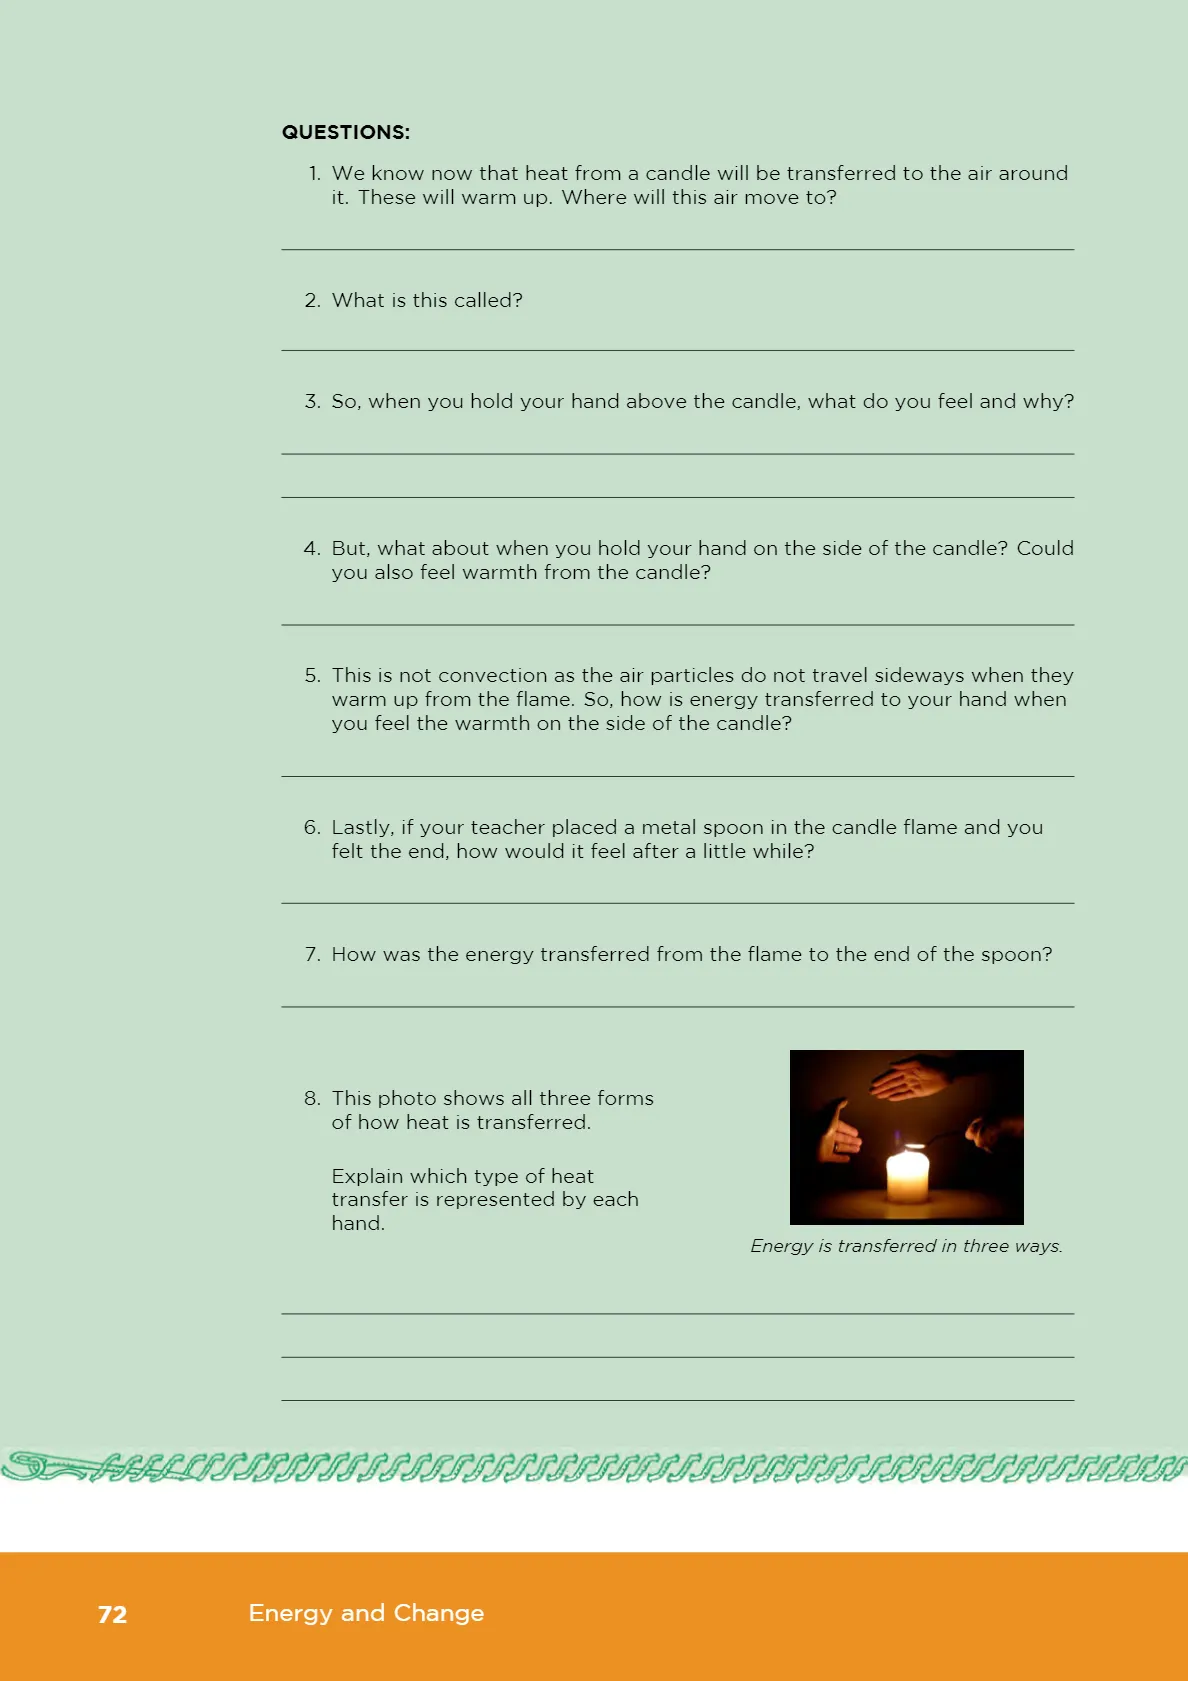 QUESTIONS:
1. We know now that heat from a candle will be transferred to the air around
it. These will warm up. Where will this air move to?
2. What is this called?
3. So, when you hold your hand above the candle, what do you feel and why?
4. But, what about when you hold your hand on the side of the candle? Could
you also feel warmth from the candle?
5. This is not convection as the air particles do not travel sideways when they
warm up from the flame. So, how is energy transferred to your hand when
you feel the warmth on the side of the candle?
6. Lastly, if your teacher placed a metal spoon in the candle flame and you
felt the end, how would it feel after a little while?
7. How was the energy transferred from the flame to the end of the spoon?
8. This photo shows all three forms
of how heat is transferred.
Explain which type of heat
transfer is represented by each
hand.
Energy is transferred in three ways.
72 Energy and Change